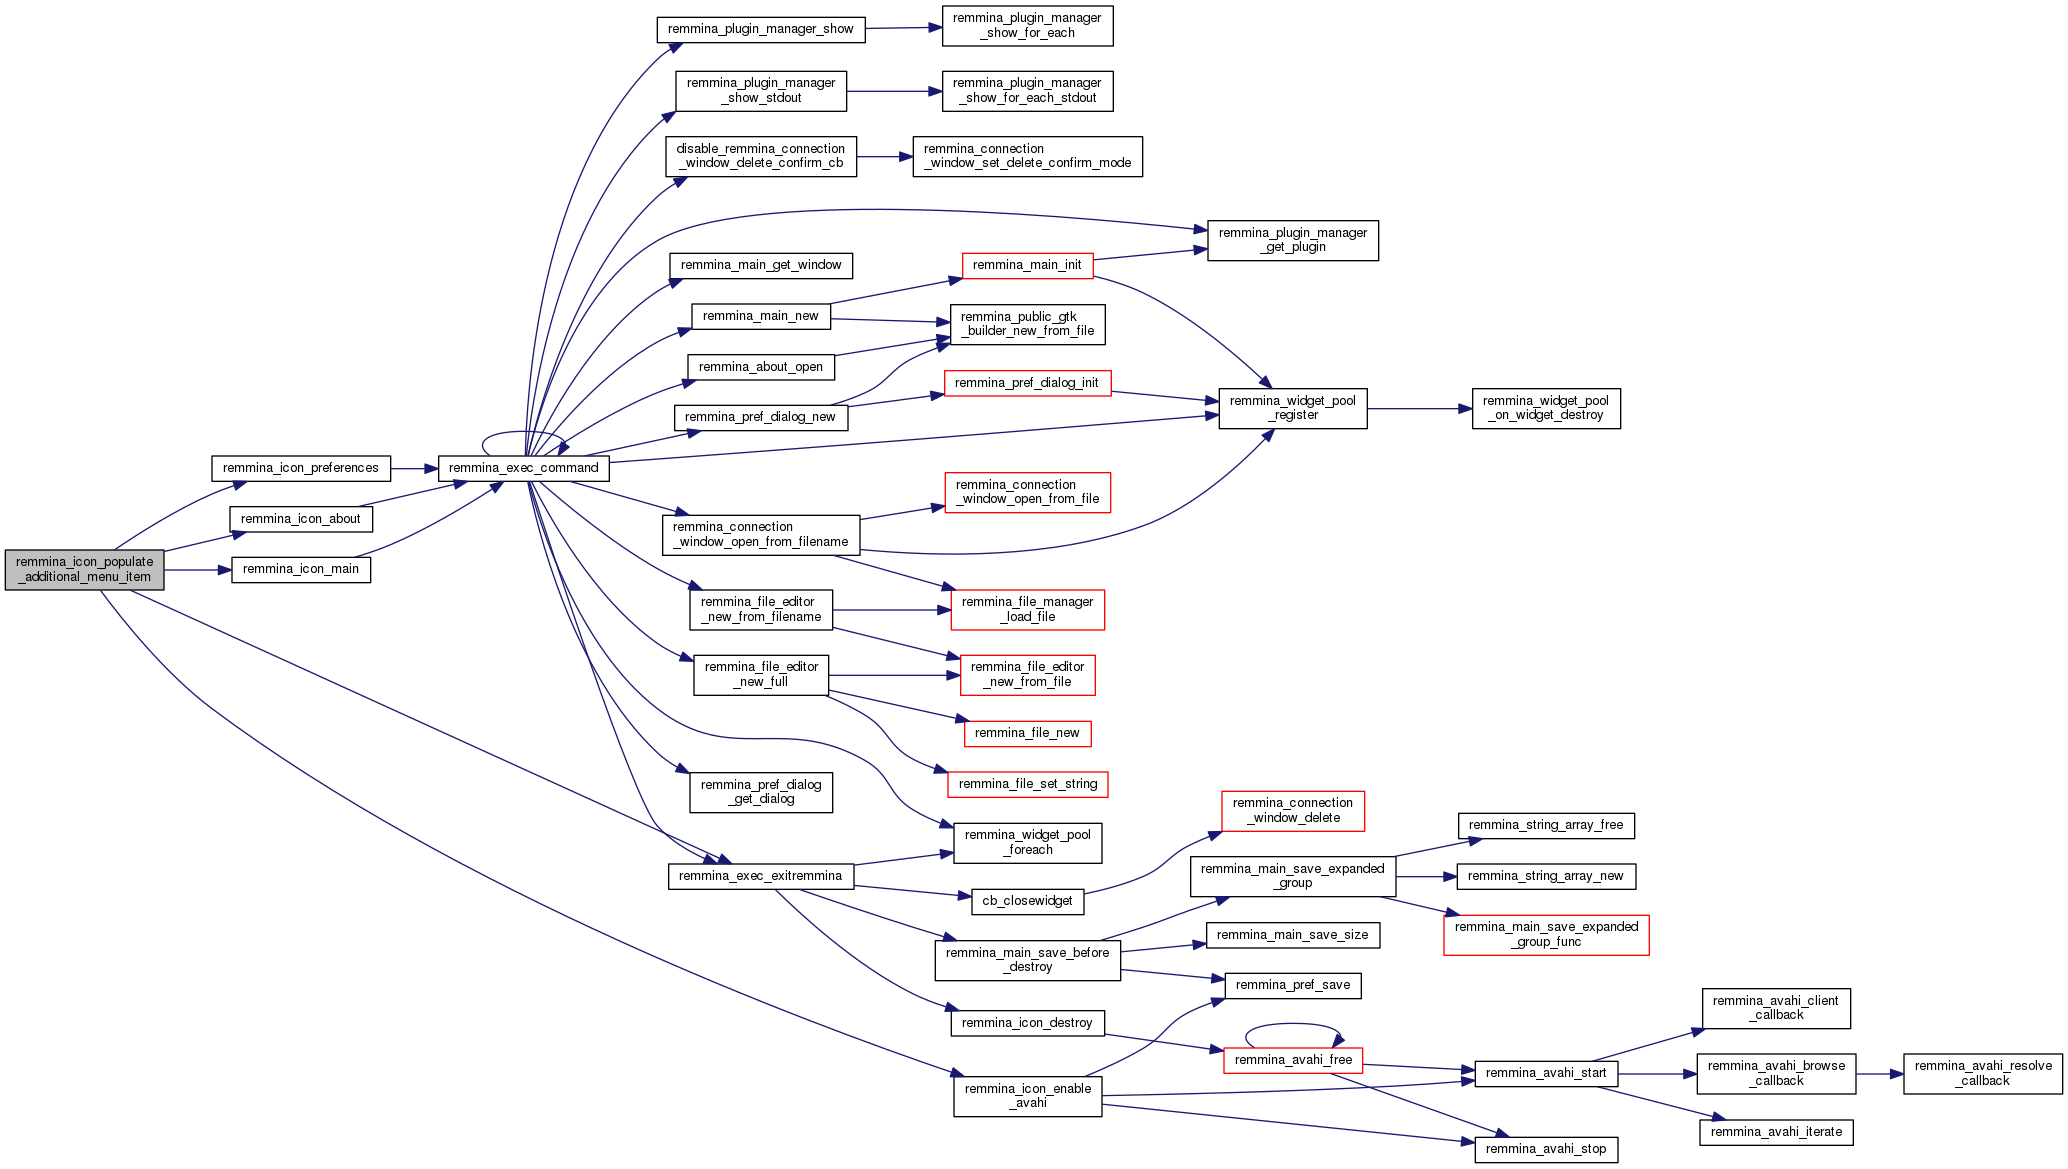 remmina_plugin_manager_show
remmina_plugin_manager
_show_for_each
remmina_plugin_manager
_show_stdout
remmina_plugin_manager
_show_for_each_stdout
disable_remmina_connection
_window_delete_confirm_cb
remmina_connection
_window_set_delete_confirm_mode
remmina_plugin_manager
_get_plugin
remmina_main_get_window
remmina_main_init
remmina_main_new
remmina_public_gtk
_builder_new_from_file
remmina_about_open
remmina_pref_dialog_init
remmina_pref_dialog_new
remmina_widget_pool
_register
remmina_widget_pool
_on_widget_destroy
remmina_icon_preferences
remmina_exec_command
remmina_connection
_window_open_from_file
remmina_icon_about
remmina_connection
_window_open_from_filename
remmina_icon_populate
_additional_menu_item
remmina_icon_main
remmina_file_editor
_new_from_filename
remmina_file_manager
_load_file
remmina_file_editor
_new_full
remmina_file_editor
_new_from_file
remmina_file_new
remmina_file_set_string
remmina_pref_dialog
_get_dialog
remmina_connection
_window_delete
remmina_string_array_free
remmina_widget_pool
_foreach
remmina_exec_exitremmina
remmina_main_save_expanded
_group
remmina_string_array_new
cb_closewidget
remmina_main_save_size
remmina_main_save_expanded
_group_func
remmina_main_save_before
_destroy
remmina_pref_save
remmina_icon_destroy
remmina_avahi_client
_callback
remmina_avahi_free
remmina_avahi_start
remmina_avahi_browse
_callback
remmina_avahi_resolve
_callback
remmina_icon_enable
_avahi
remmina_avahi_iterate
remmina_avahi_stop